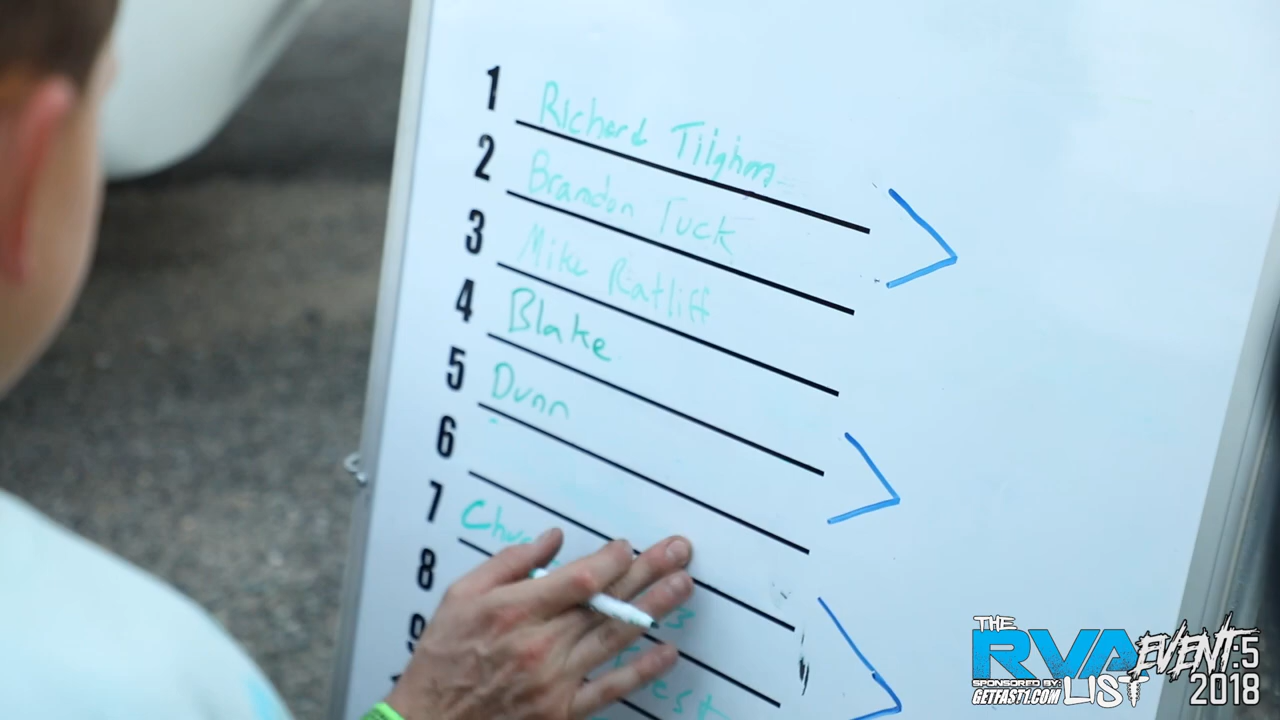 1 Richard Tilghm
2 Brandon Tuck
3 Mike Ratliff
4 Blake
5 Dunn
6
7
8
9
THE
RVA EVENT:5
SPONSORED BY: LIST 2018
GETFAST1.COM